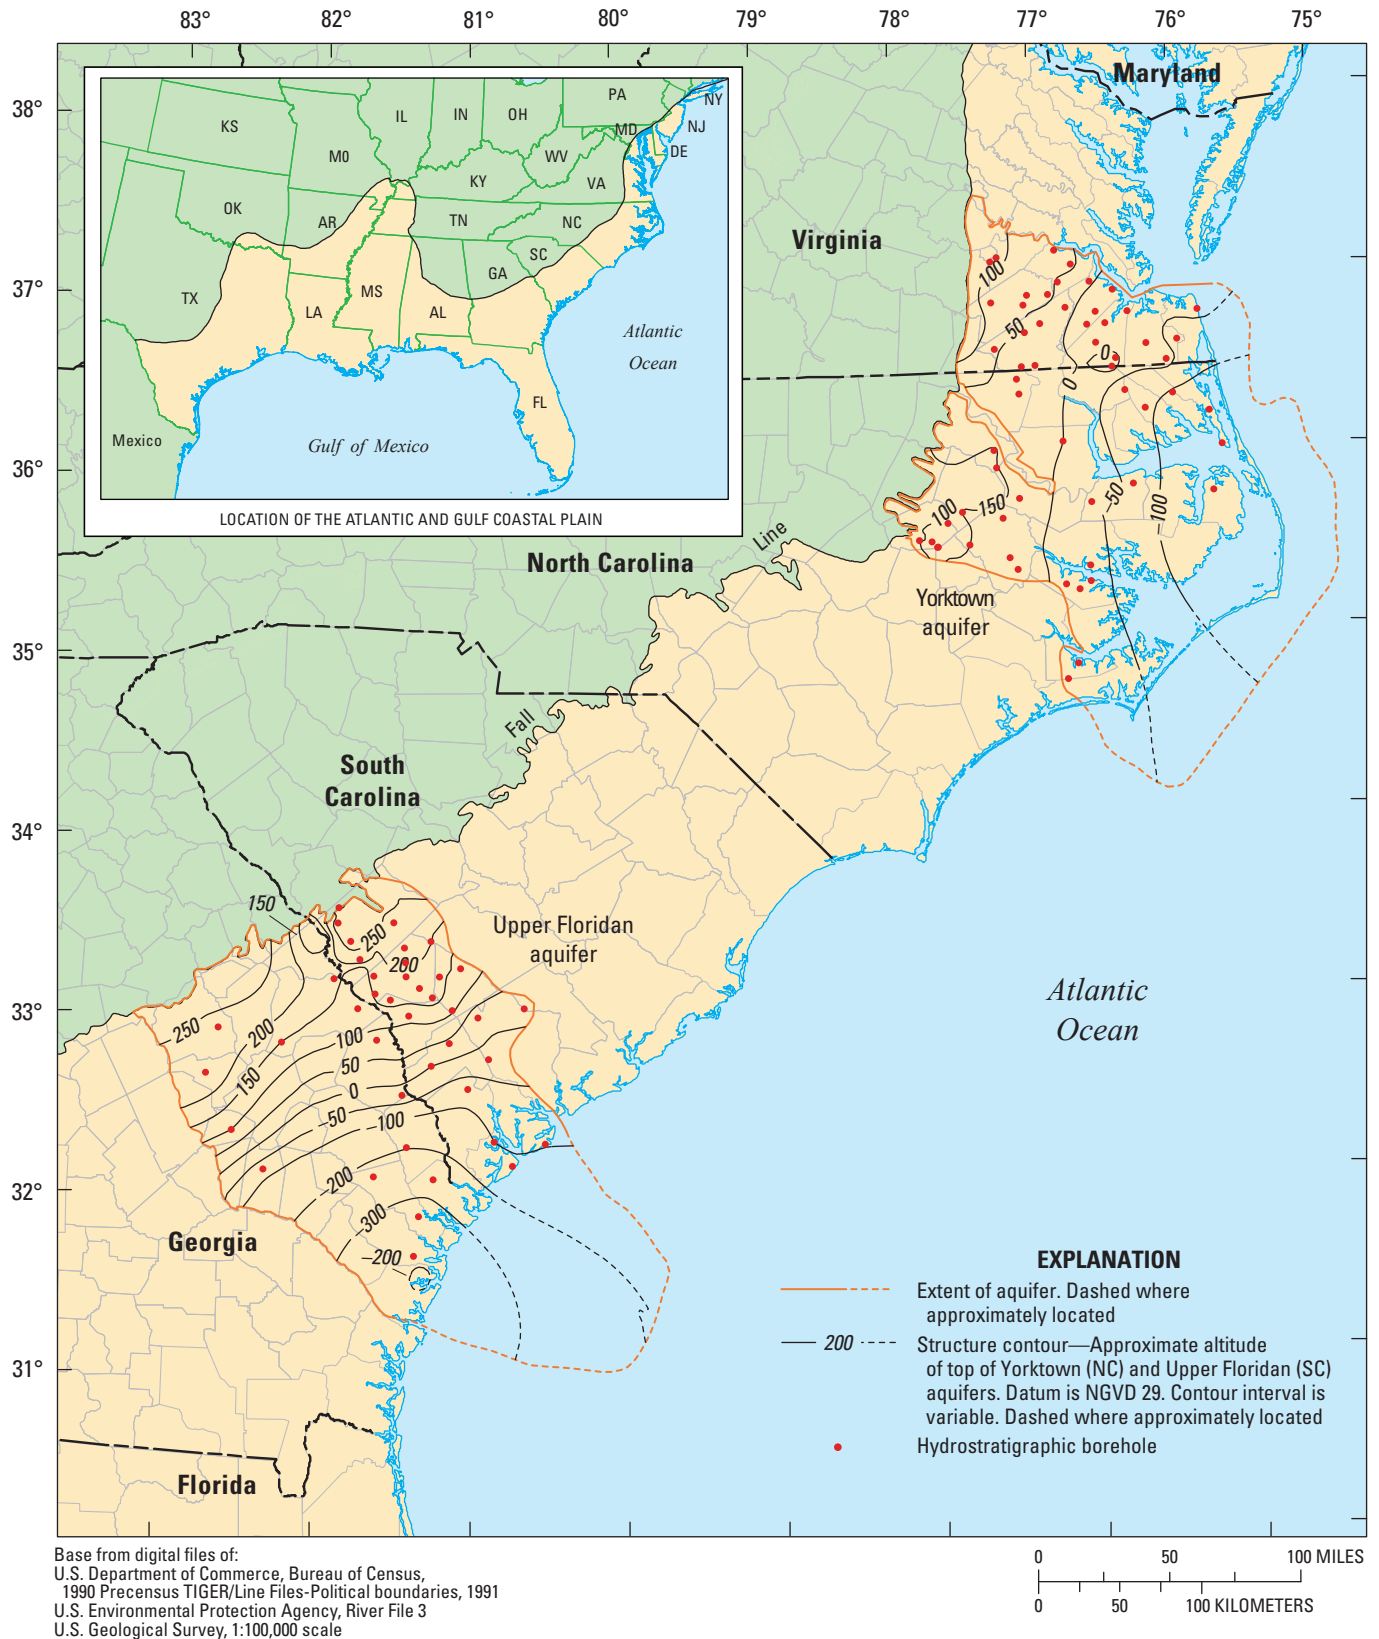 83°
82°
81°
80°
79°
78°
77°
76°
75°
38°
37°
36°
35°
34°
33°
32°
31°
KS
MO
IL
IN
OH
PA
NY
NJ
MD
DE
WV
VA
KY
OK
AR
TN
NC
SC
GA
TX
LA
MS
AL
FL
Mexico
Gulf of Mexico
Atlantic
Ocean
LOCATION OF THE ATLANTIC AND GULF COASTAL PLAIN
Maryland
Virginia
100
50
0
0
–50
–100
100
150
North Carolina
Line
Yorktown
aquifer
Fall
South
Carolina
Upper Floridan
aquifer
Atlantic
Ocean
150
250
200
250
200
150
100
50
0
–50
–100
–200
–300
–200
Georgia
Florida
EXPLANATION
Extent of aquifer. Dashed where
approximately located
200
Structure contour—Approximate altitude
of top of Yorktown (NC) and Upper Floridan (SC)
aquifers. Datum is NGVD 29. Contour interval is
variable. Dashed where approximately located
Hydrostratigraphic borehole
Base from digital files of:
U.S. Department of Commerce, Bureau of Census,
1990 Precensus TIGER/Line Files-Political boundaries, 1991
U.S. Environmental Protection Agency, River File 3
U.S. Geological Survey, 1:100,000 scale
0 50 100 MILES
0 50 100 KILOMETERS